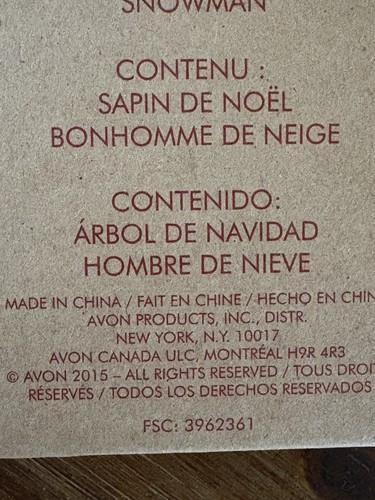 SNOWMAN
CONTENU :
SAPIN DE NOËL
BONHOMME DE NEIGE
CONTENIDO:
ÁRBOL DE NAVIDAD
HOMBRE DE NIEVE
MADE IN CHINA / FAIT EN CHINE / HECHO EN CHIN
AVON PRODUCTS, INC., DISTR.
NEW YORK, N.Y. 10017
AVON CANADA ULC, MONTRÉAL H9R 4R3
© AVON 2015 – ALL RIGHTS RESERVED / TOUS DROI
RÉSERVÉS / TODOS LOS DERECHOS RESERVADOS
FSC: 3962361